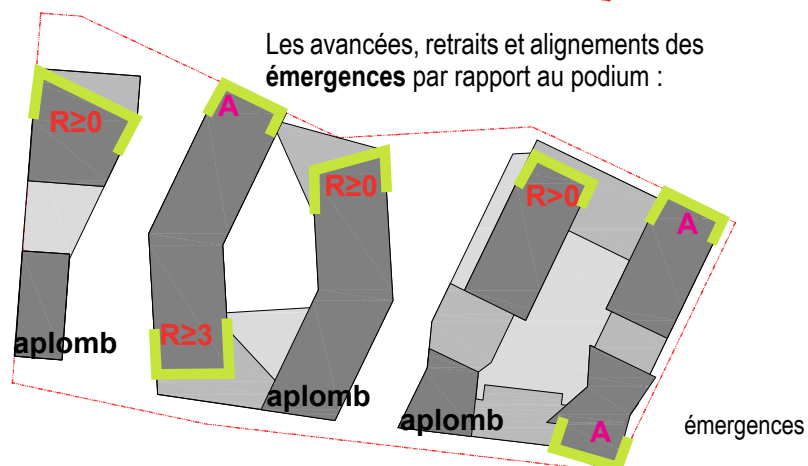 Les avancées, retraits et alignements des
émergences par rapport au podium :
R≥0
A
R≥0
R>0
A
R≥3
aplomb
aplomb
aplomb
A
émergences